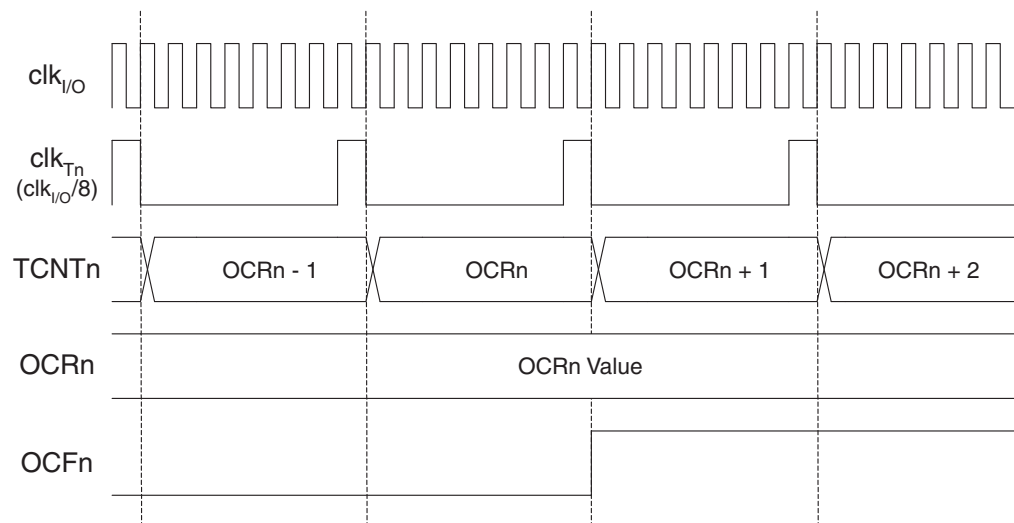 clkI/O
clkTn
(clkI/O/8)
TCNTn
OCRn - 1
OCRn
OCRn + 1
OCRn + 2
OCRn
OCRn Value
OCFn